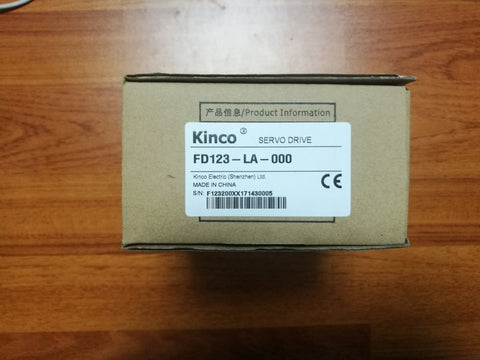 产品信息/Product Information
Kinco ® SERVO DRIVE
FD123-LA-000
Kinco Electric (Shenzhen) Ltd.
MADE IN CHINA
S/N: F123200XX171430005
CE